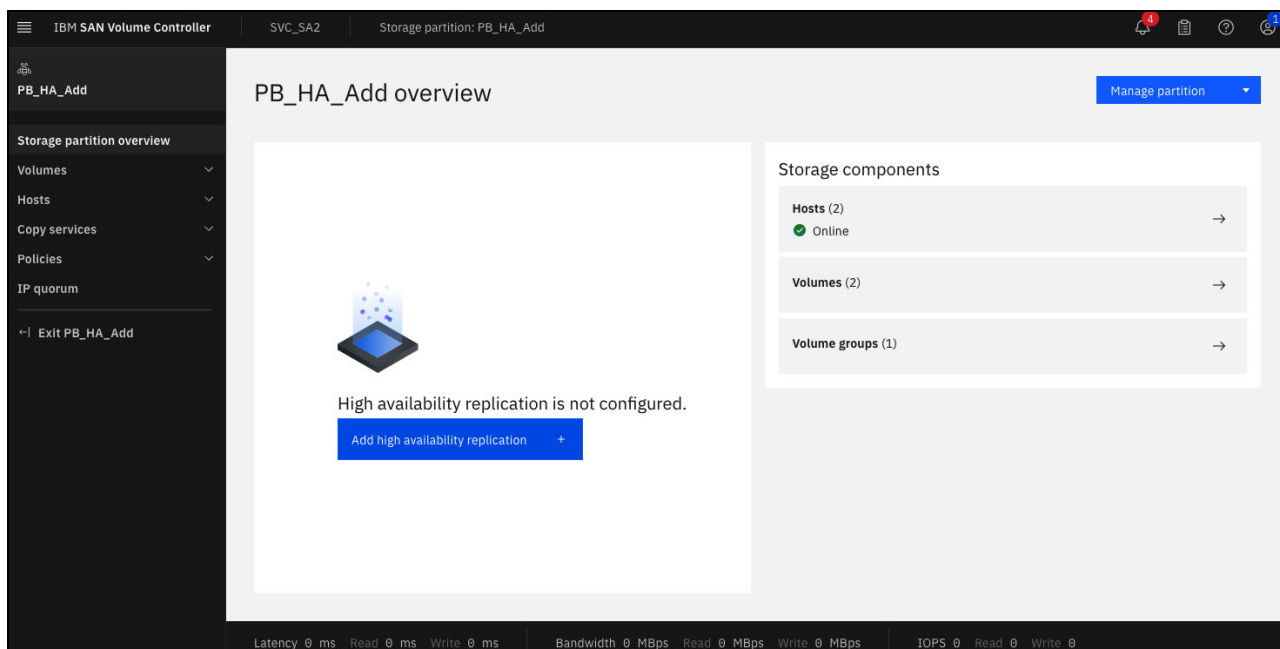 IBM SAN Volume Controller
SVC_SA2
Storage partition: PB_HA_Add
4
1
PB_HA_Add
Storage partition overview
Volumes
Hosts
Copy services
Policies
IP quorum
Exit PB_HA_Add
PB_HA_Add overview
Manage partition
High availability replication is not configured.
Add high availability replication +
Storage components
Hosts (2)
Online
Volumes (2)
Volume groups (1)
Latency 0 ms Read 0 ms Write 0 ms
Bandwidth 0 MBps Read 0 MBps Write 0 MBps
IOPS 0 Read 0 Write 0